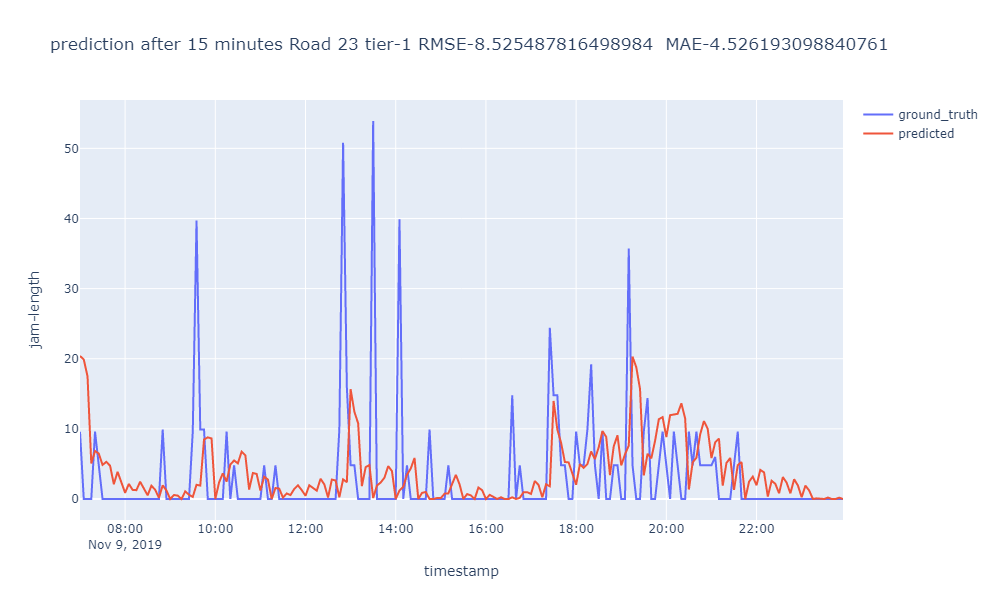 prediction after 15 minutes Road 23 tier-1 RMSE-8.525487816498984  MAE-4.526193098840761
ground_truth
predicted
50
40
30
20
10
0
jam-length
08:00 10:00 12:00 14:00 16:00 18:00 20:00 22:00
Nov 9, 2019
timestamp